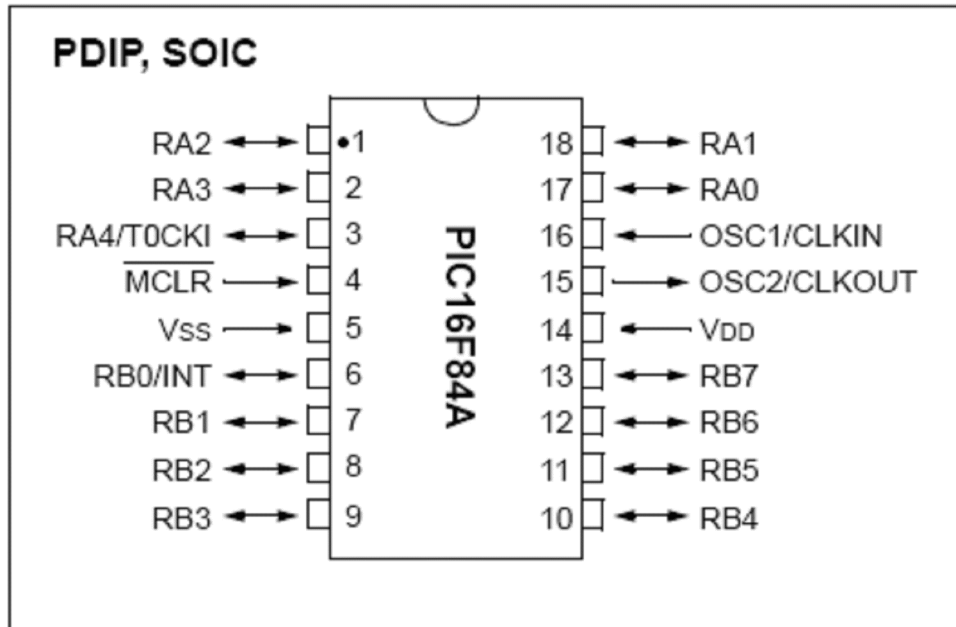 PDIP, SOIC
RA2 1 18 RA1
RA3 2 17 RA0
RA4/T0CKI 3 16 OSC1/CLKIN
MCLR 4 15 OSC2/CLKOUT
VSS 5 14 VDD
RB0/INT 6 13 RB7
RB1 7 12 RB6
RB2 8 11 RB5
RB3 9 10 RB4
PIC16F84A